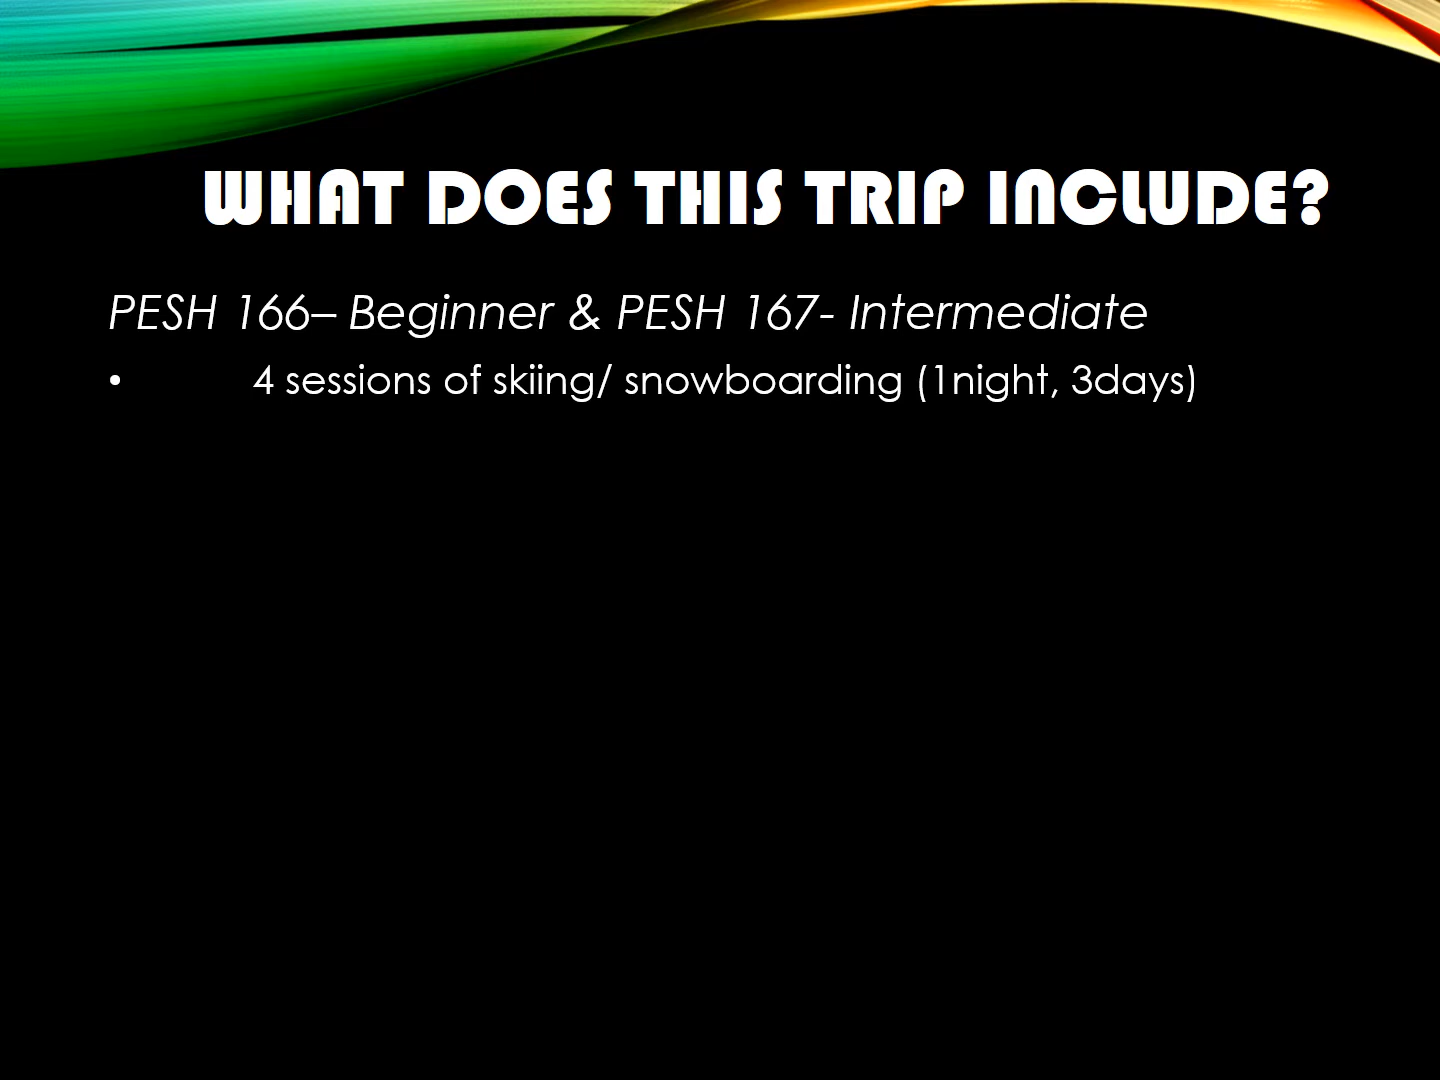 WHAT DOES THIS TRIP INCLUDE?
PESH 166– Beginner & PESH 167- Intermediate
• 4 sessions of skiing/ snowboarding (1night, 3days)